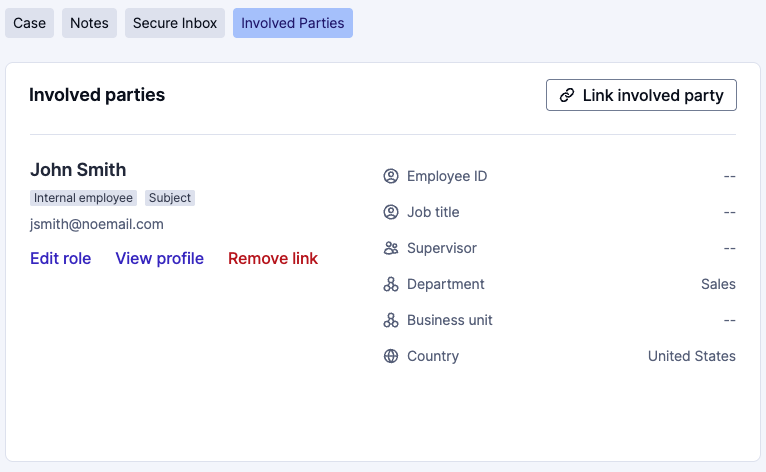 Case Notes Secure Inbox Involved Parties
Involved parties
Link involved party
John Smith
Internal employee Subject
jsmith@noemail.com
Edit role View profile Remove link
Employee ID --
Job title --
Supervisor --
Department Sales
Business unit --
Country United States